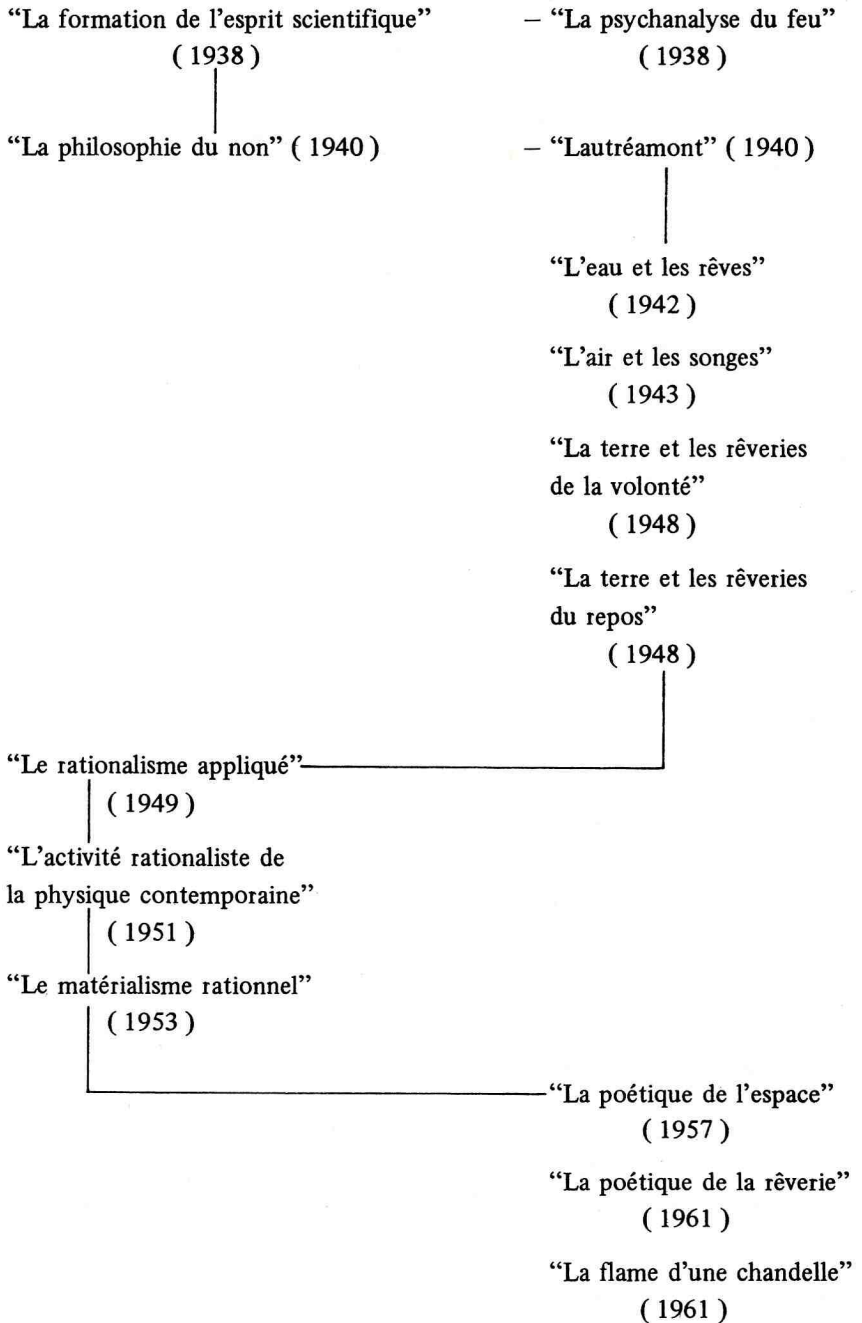 “La formation de l’esprit scientifique” – “La psychanalyse du feu”
( 1938 ) ( 1938 )
“La philosophie du non” ( 1940 ) – “Lautréamont” ( 1940 )
“L’eau et les rêves”
( 1942 )
“L’air et les songes”
( 1943 )
“La terre et les rêveries
de la volonté”
( 1948 )
“La terre et les rêveries
du repos”
( 1948 )
“Le rationalisme appliqué”
( 1949 )
“L’activité rationaliste de
la physique contemporaine”
( 1951 )
“Le matérialisme rationnel”
( 1953 )
“La poétique de l’espace”
( 1957 )
“La poétique de la rêverie”
( 1961 )
“La flame d’une chandelle”
( 1961 )